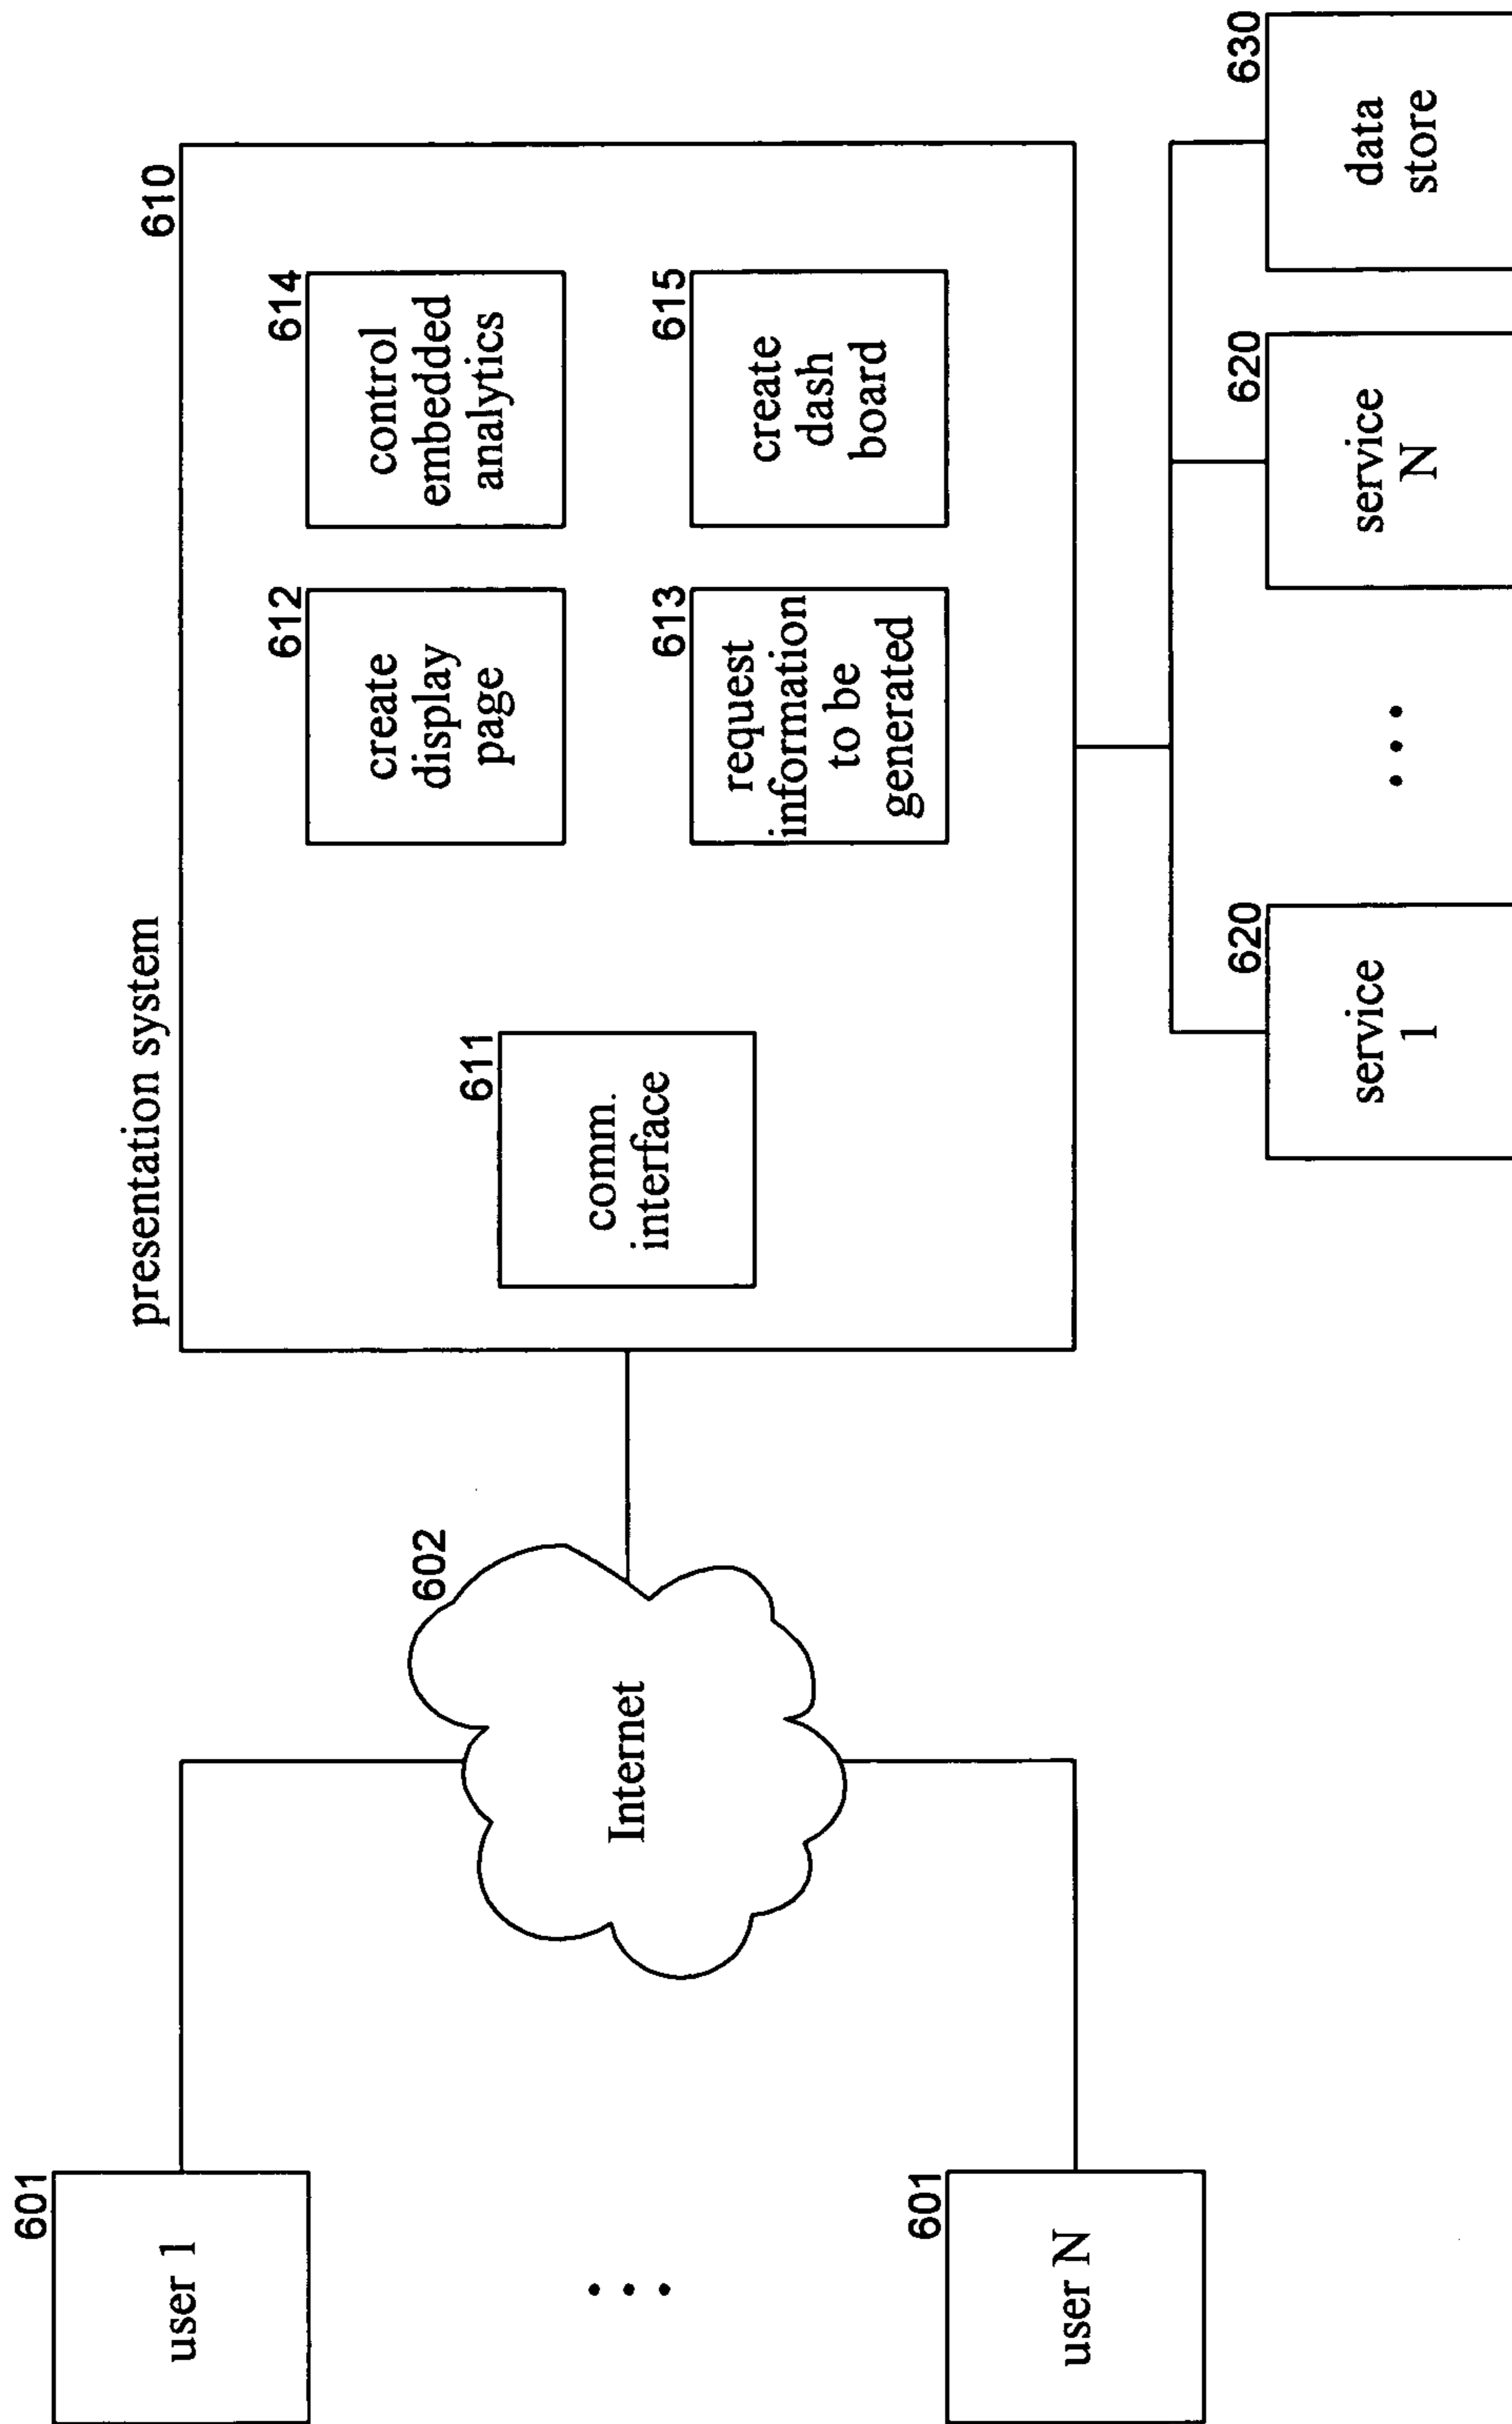 presentation system
610
601
user 1
601
user N
602
Internet
611
comm.
interface
612
create
display
page
614
control
embedded
analytics
613
request
information
to be
generated
615
create
dash
board
620
service
1
620
service
N
630
data
store